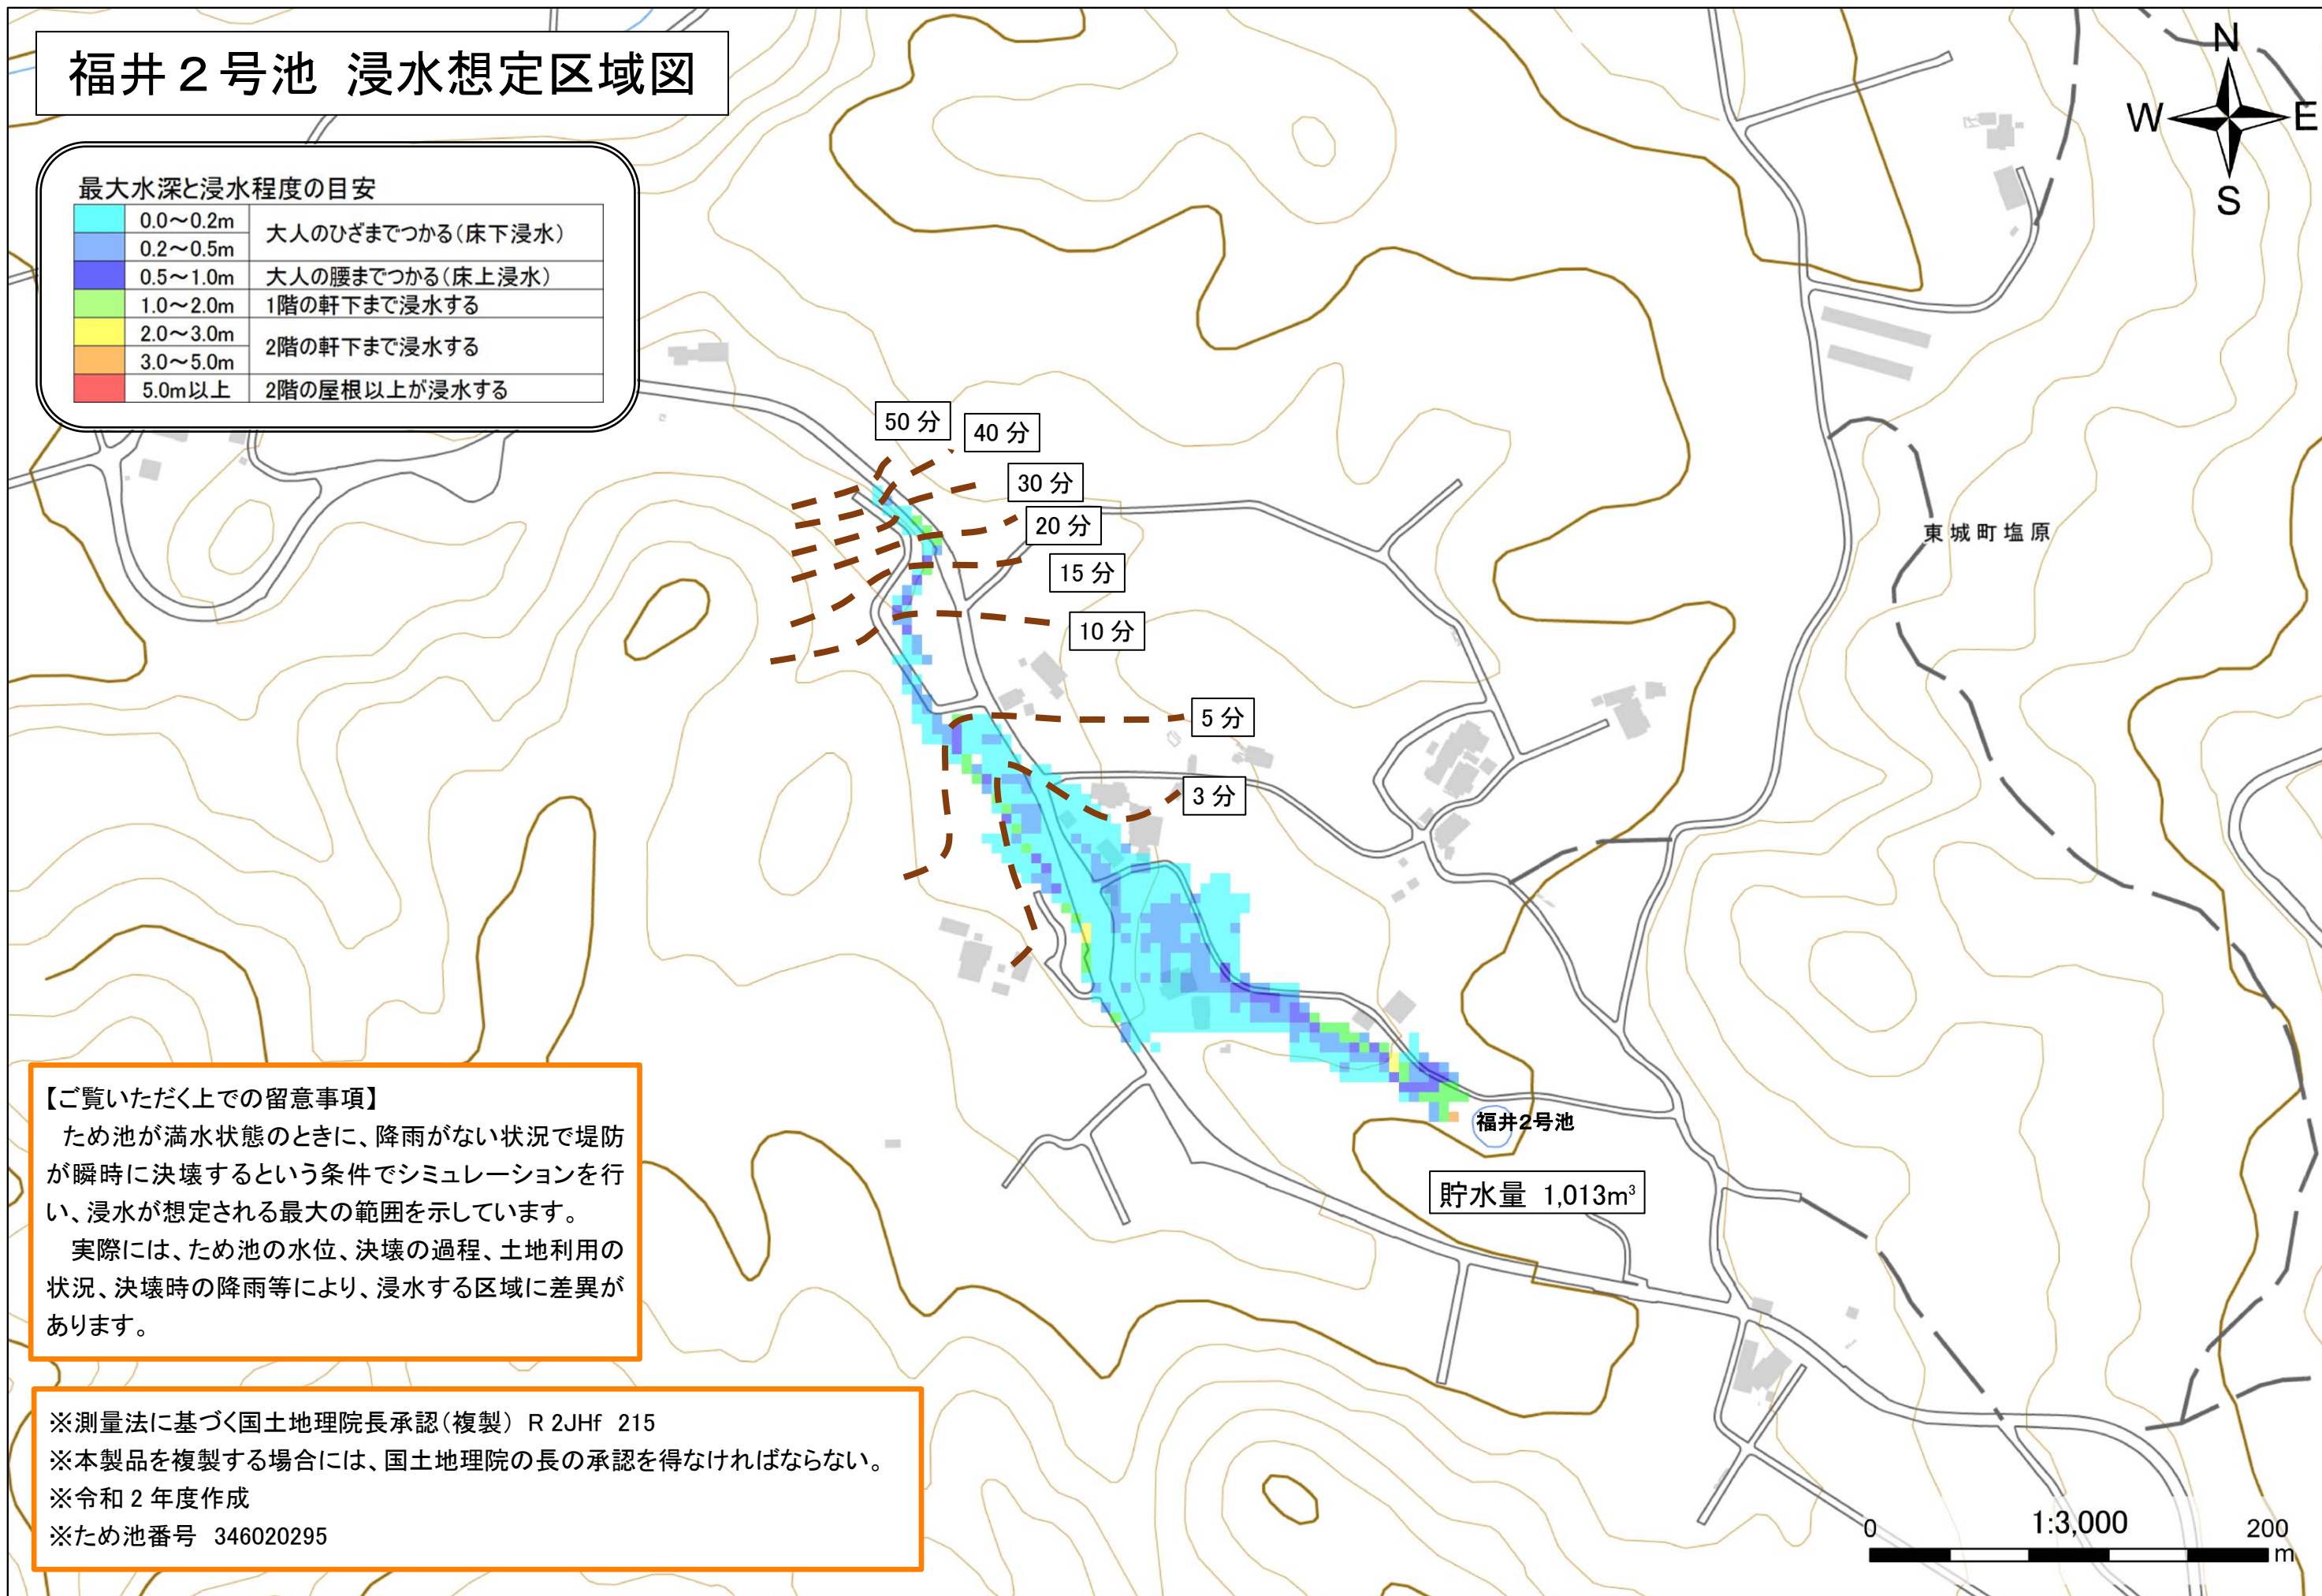 福井２号池 浸水想定区域図
N
W
E
S
最大水深と浸水程度の目安
0.0～0.2m
大人のひざまでつかる（床下浸水）
0.2～0.5m
0.5～1.0m 大人の腰までつかる（床上浸水）
1.0～2.0m 1階の軒下まで浸水する
2.0～3.0m
2階の軒下まで浸水する
3.0～5.0m
5.0m以上 2階の屋根以上が浸水する
50 分
40 分
30 分
20 分
15 分
10 分
5 分
3 分
東城町塩原
福井2号池
貯水量 1,013m³
【ご覧いただく上での留意事項】
ため池が満水状態のときに、降雨がない状況で堤防
が瞬時に決壊するという条件でシミュレーションを行
い、浸水が想定される最大の範囲を示しています。
実際には、ため池の水位、決壊の過程、土地利用の
状況、決壊時の降雨等により、浸水する区域に差異が
あります。
※測量法に基づく国土地理院長承認（複製） R 2JHf 215
※本製品を複製する場合には、国土地理院の長の承認を得なければならない。
※令和 2 年度作成
※ため池番号 346020295
1:3,000
0 200
m